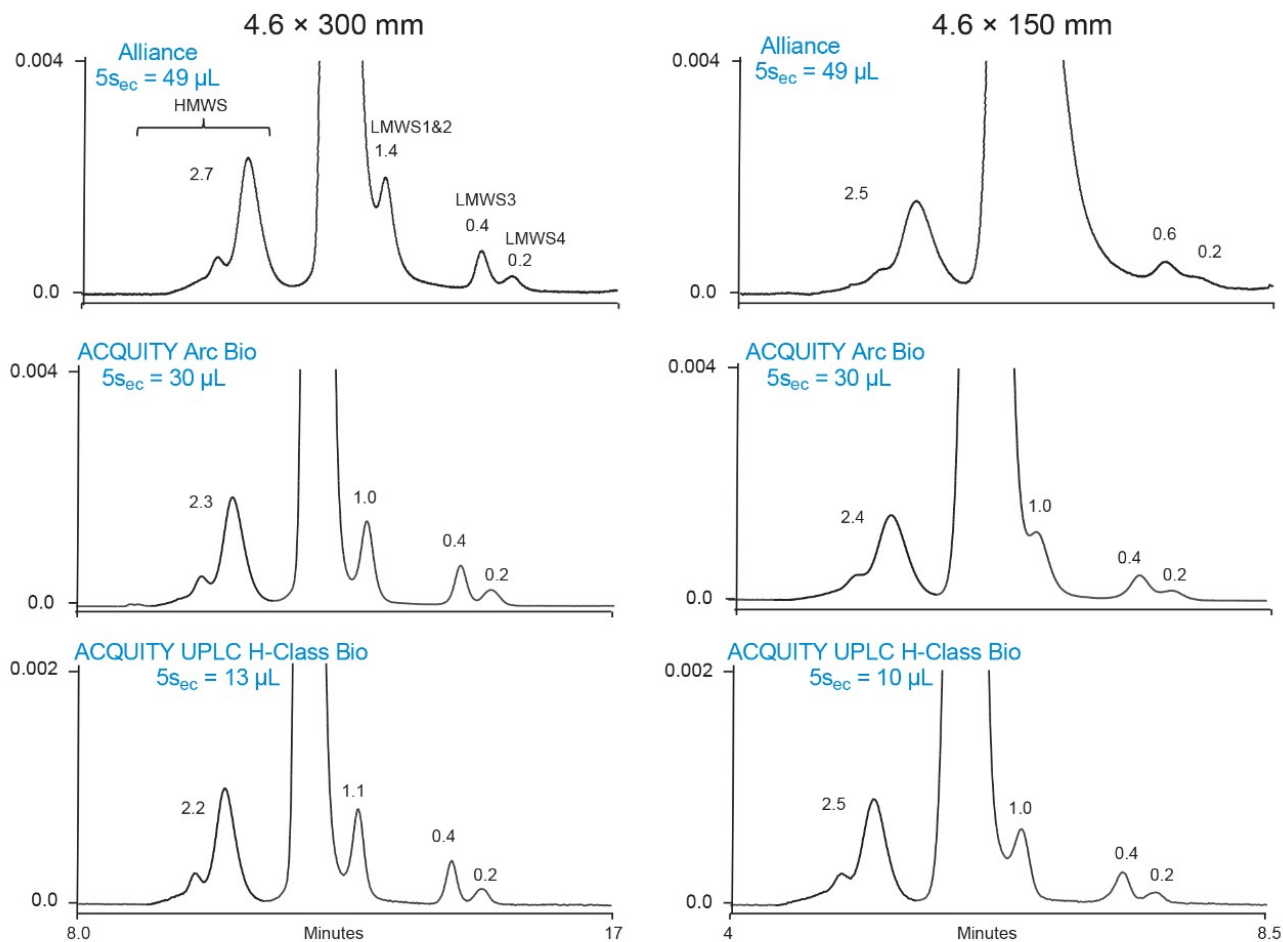 4.6 × 300 mm
Alliance
5s_ec = 49 µL
0.004
HMWS
2.7
LMWS1&2
1.4
LMWS3
0.4
LMWS4
0.2
0.0
4.6 × 150 mm
Alliance
5s_ec = 49 µL
0.004
2.5
0.6
0.2
0.0
ACQUITY Arc Bio
5s_ec = 30 µL
0.004
2.3
1.0
0.4
0.2
0.0
ACQUITY Arc Bio
5s_ec = 30 µL
0.004
2.4
1.0
0.4
0.2
0.0
ACQUITY UPLC H-Class Bio
5s_ec = 13 µL
0.002
2.2
1.1
0.4
0.2
0.0
8.0 Minutes 17
ACQUITY UPLC H-Class Bio
5s_ec = 10 µL
0.002
2.5
1.0
0.4
0.2
0.0
4 Minutes 8.5